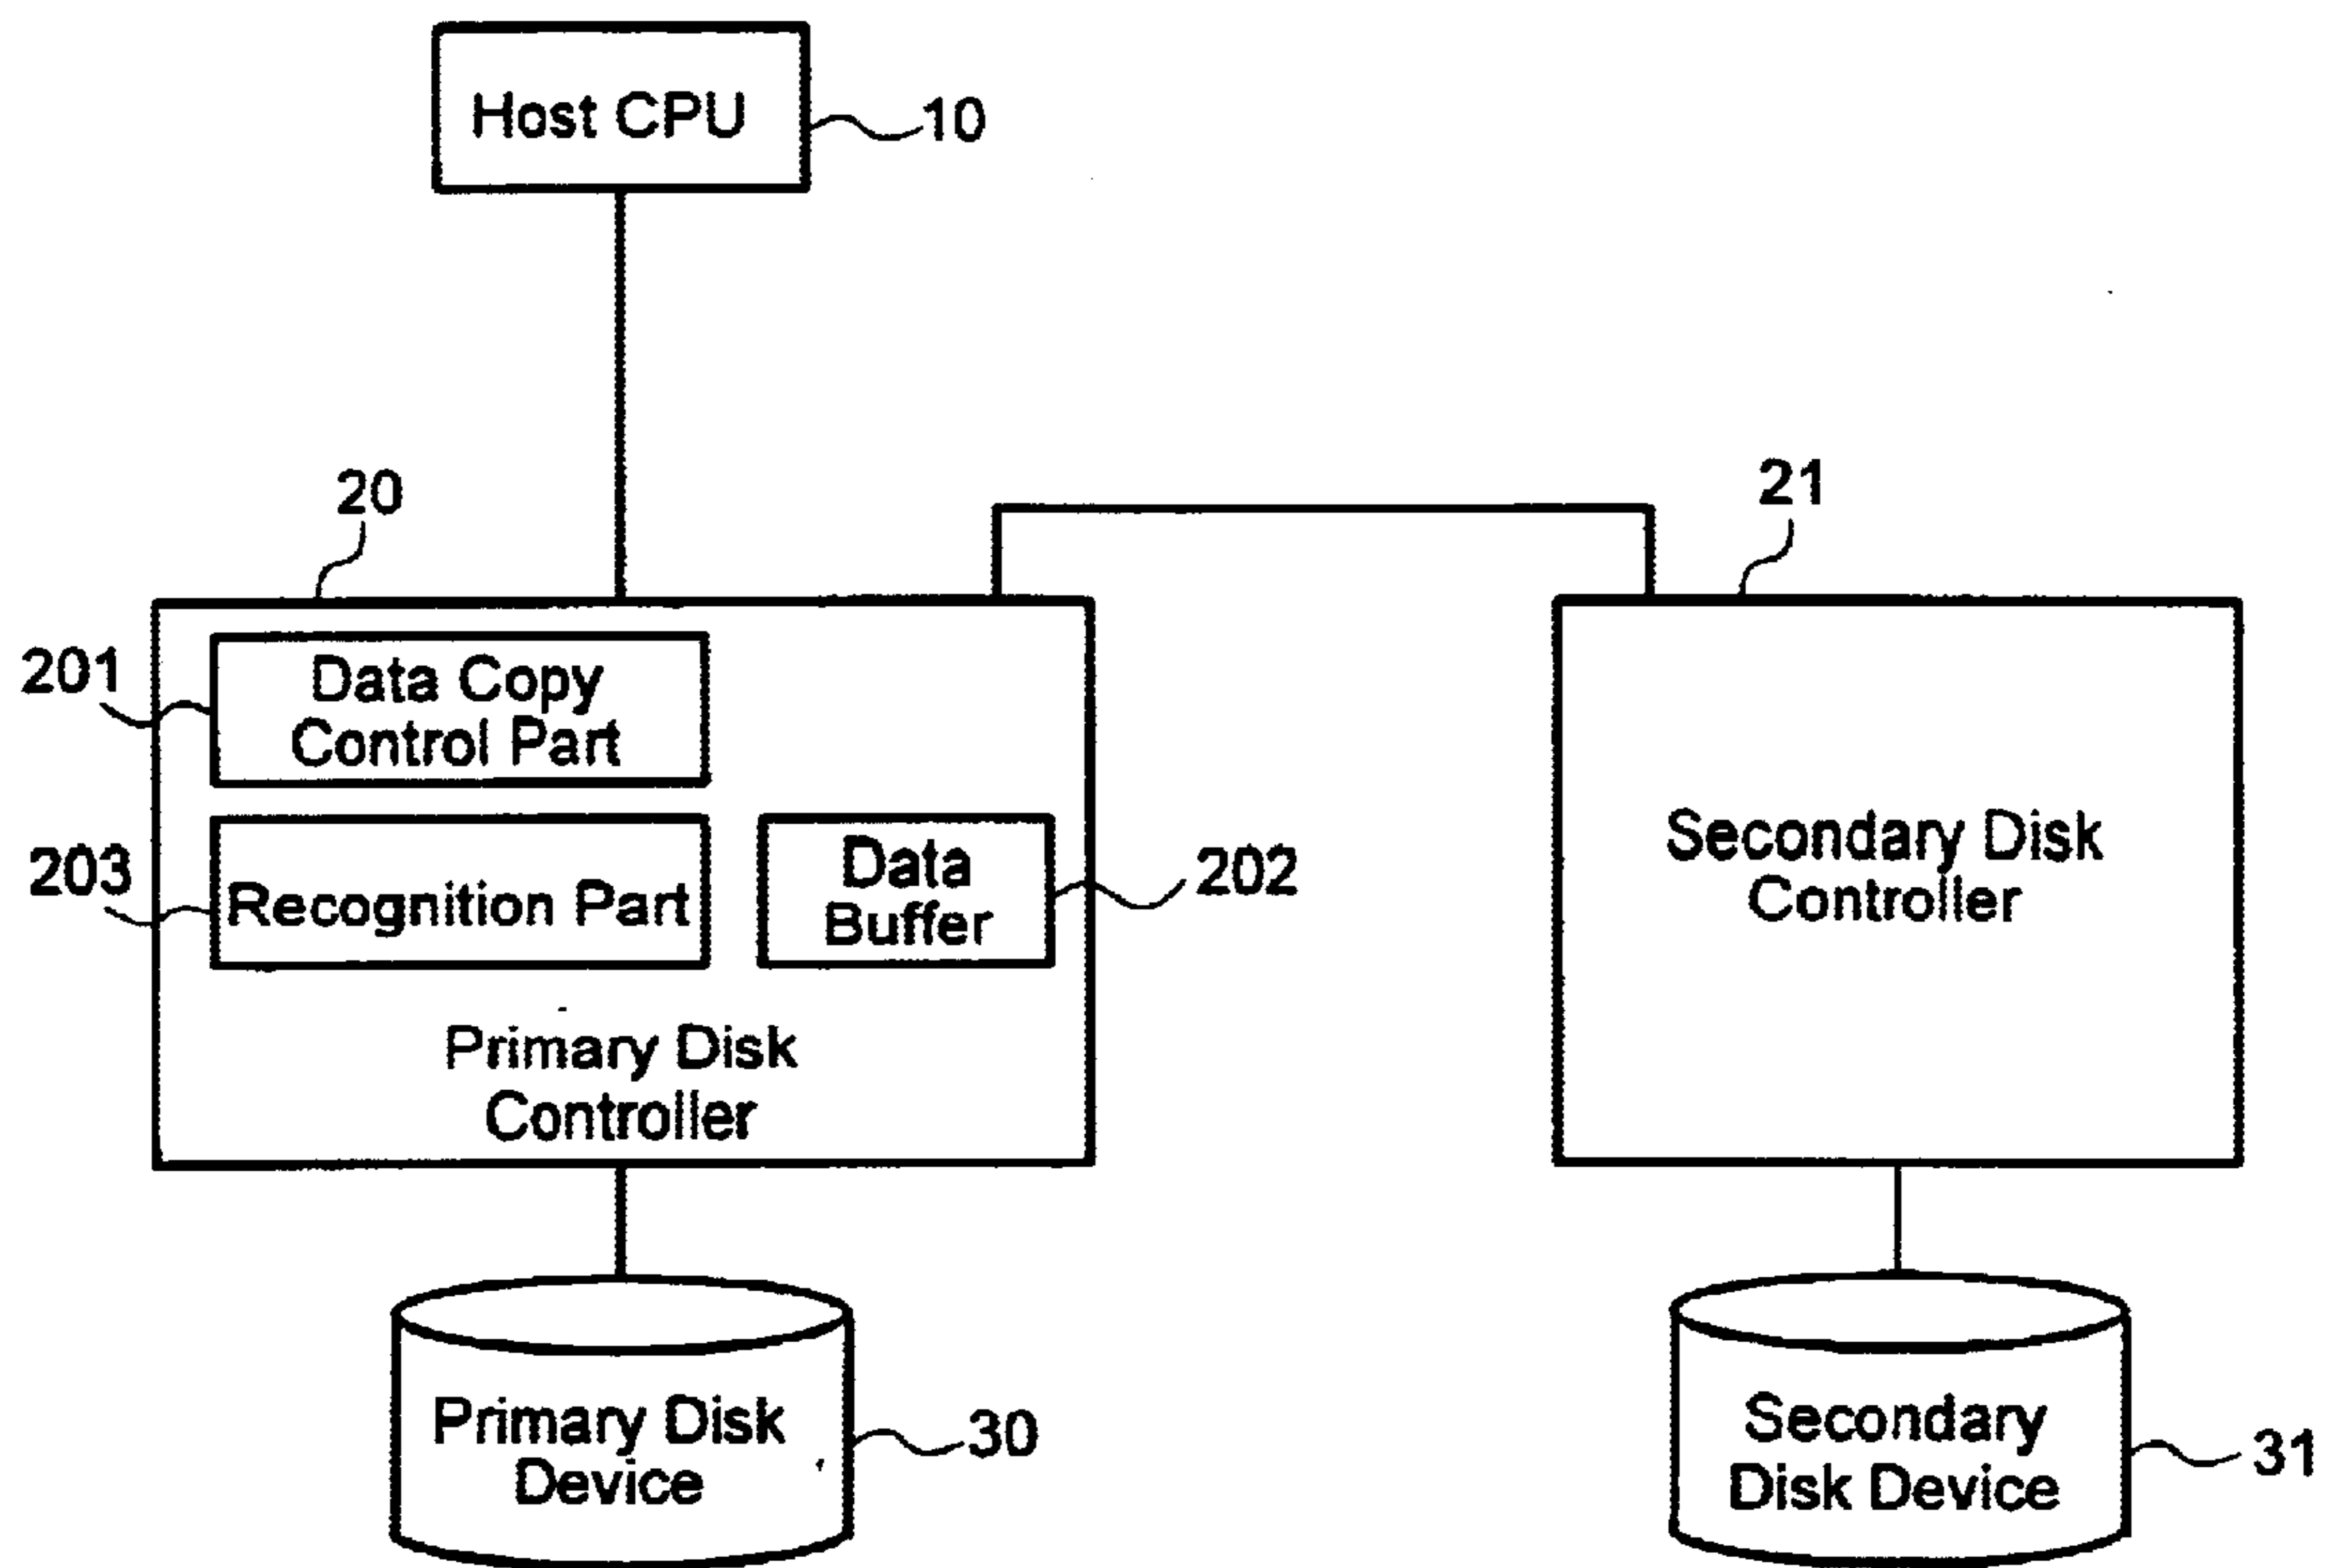 Host CPU
10
20
21
201
Data Copy
Control Part
203
Recognition Part
Data
Buffer
202
Primary Disk
Controller
Secondary Disk
Controller
Primary Disk
Device
30
Secondary
Disk Device
31